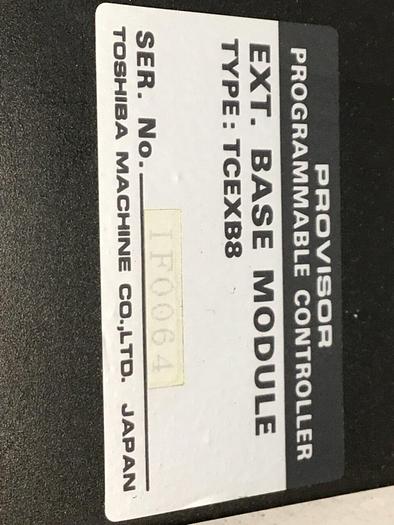 PROVISOR
PROGRAMMABLE CONTROLLER
EXT. BASE MODULE
TYPE: TCEXB8
SER. No. IF0064
TOSHIBA MACHINE CO.,LTD. JAPAN